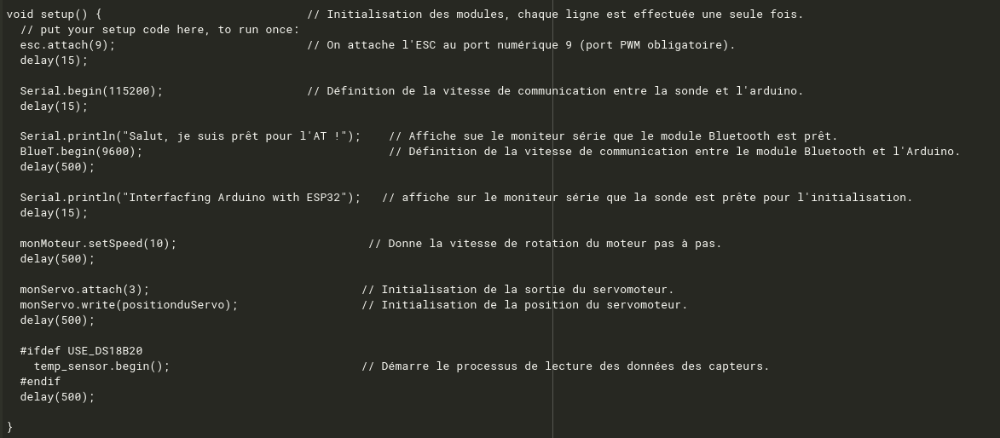 void setup() {                              // Initialisation des modules, chaque ligne est effectuée une seule fois.
  // put your setup code here, to run once:
  esc.attach(9);                            // On attache l'ESC au port numérique 9 (port PWM obligatoire).
  delay(15);

  Serial.begin(115200);                     // Définition de la vitesse de communication entre la sonde et l'arduino.
  delay(15);

  Serial.println("Salut, je suis prêt pour l'AT !");    // Affiche sue le moniteur série que le module Bluetooth est prêt.
  BlueT.begin(9600);                                    // Définition de la vitesse de communication entre le module Bluetooth et l'Arduino.
  delay(500);

  Serial.println("Interfacfing Arduino with ESP32");   // affiche sur le moniteur série que la sonde est prête pour l'initialisation.
  delay(15);

  monMoteur.setSpeed(10);                            // Donne la vitesse de rotation du moteur pas à pas.
  delay(500);

  monServo.attach(3);                               // Initialisation de la sortie du servomoteur.
  monServo.write(positionduServo);                  // Initialisation de la position du servomoteur.
  delay(500);

  #ifdef USE_DS18B20
    temp_sensor.begin();                            // Démarre le processus de lecture des données des capteurs.
  #endif
  delay(500);

}